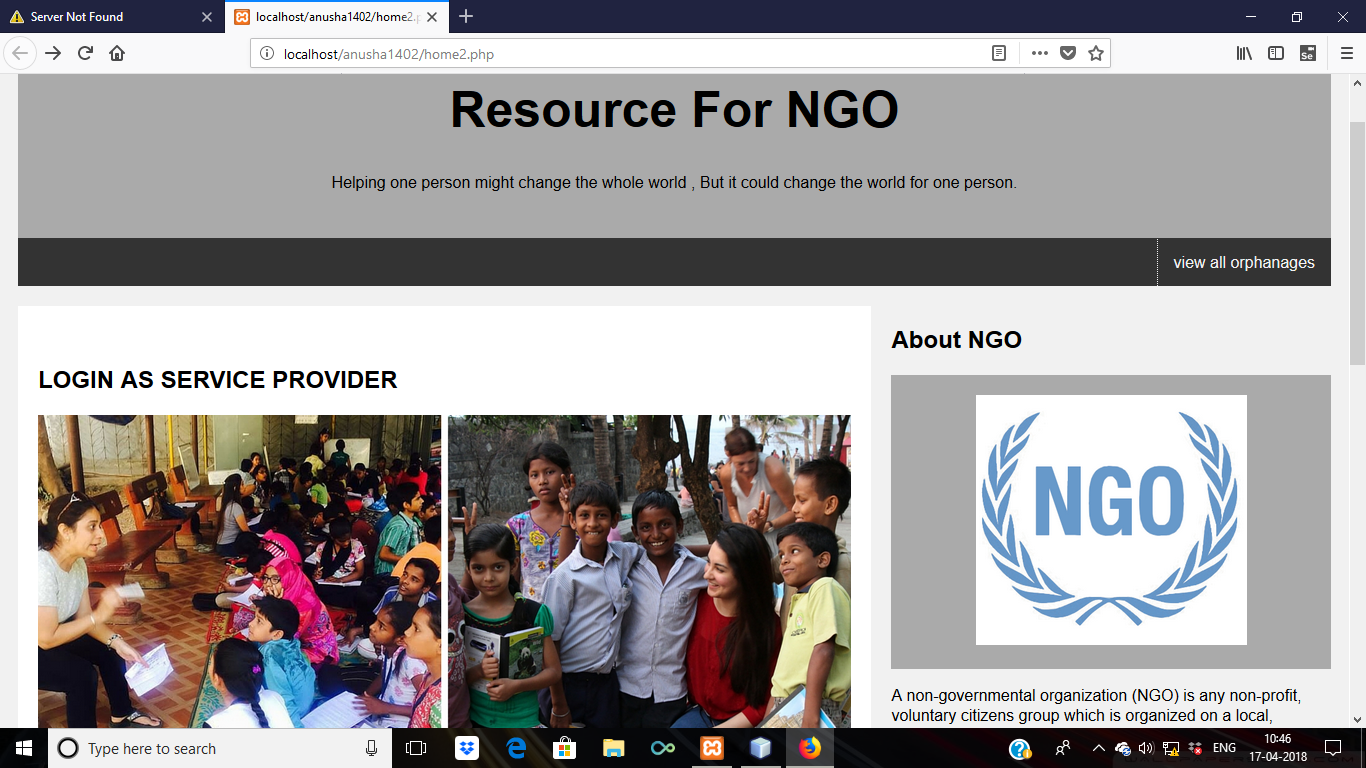 Server Not Found
localhost/anusha1402/home2.p
localhost/anusha1402/home2.php
Se
Resource For NGO
Helping one person might change the whole world , But it could change the world for one person.
view all orphanages
LOGIN AS SERVICE PROVIDER
About NGO
NGO
A non-governmental organization (NGO) is any non-profit,
voluntary citizens group which is organized on a local,
Type here to search
ENG
10:46
17-04-2018